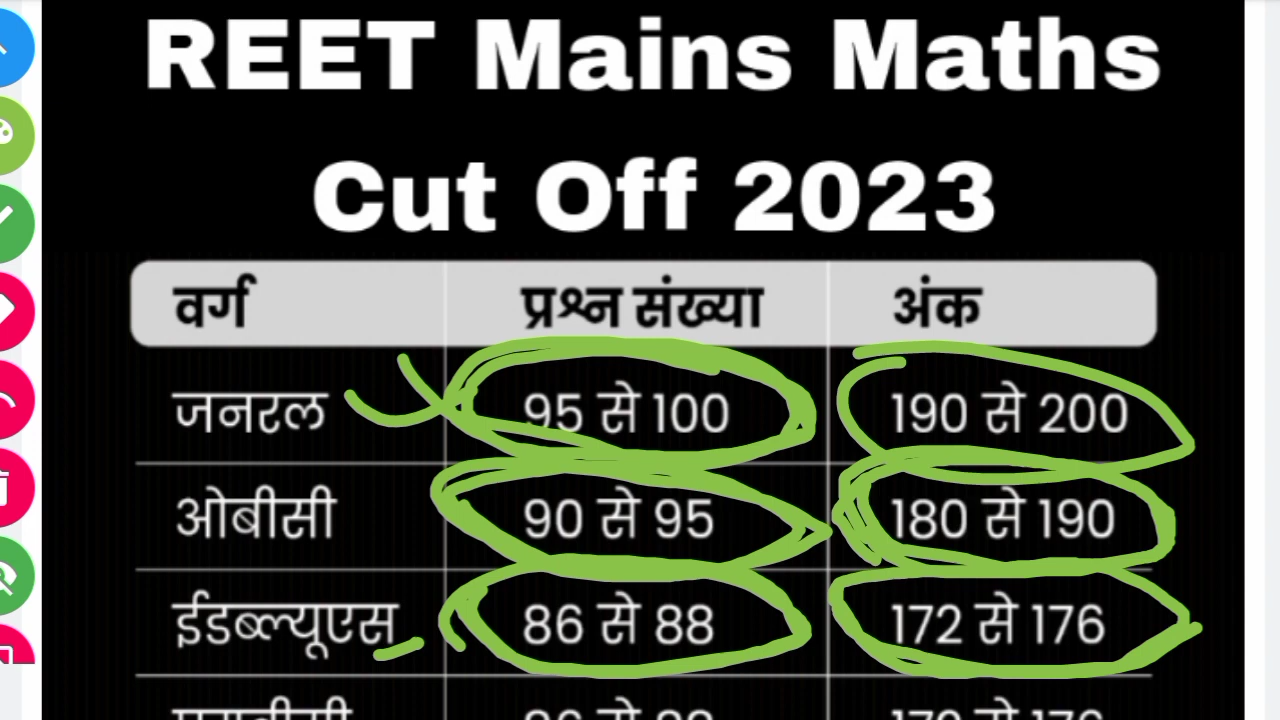 REET Mains Maths
Cut Off 2023
वर्ग प्रश्न संख्या अंक
जनरल 95 से 100 190 से 200
ओबीसी 90 से 95 180 से 190
ईडब्ल्यूएस 86 से 88 172 से 176